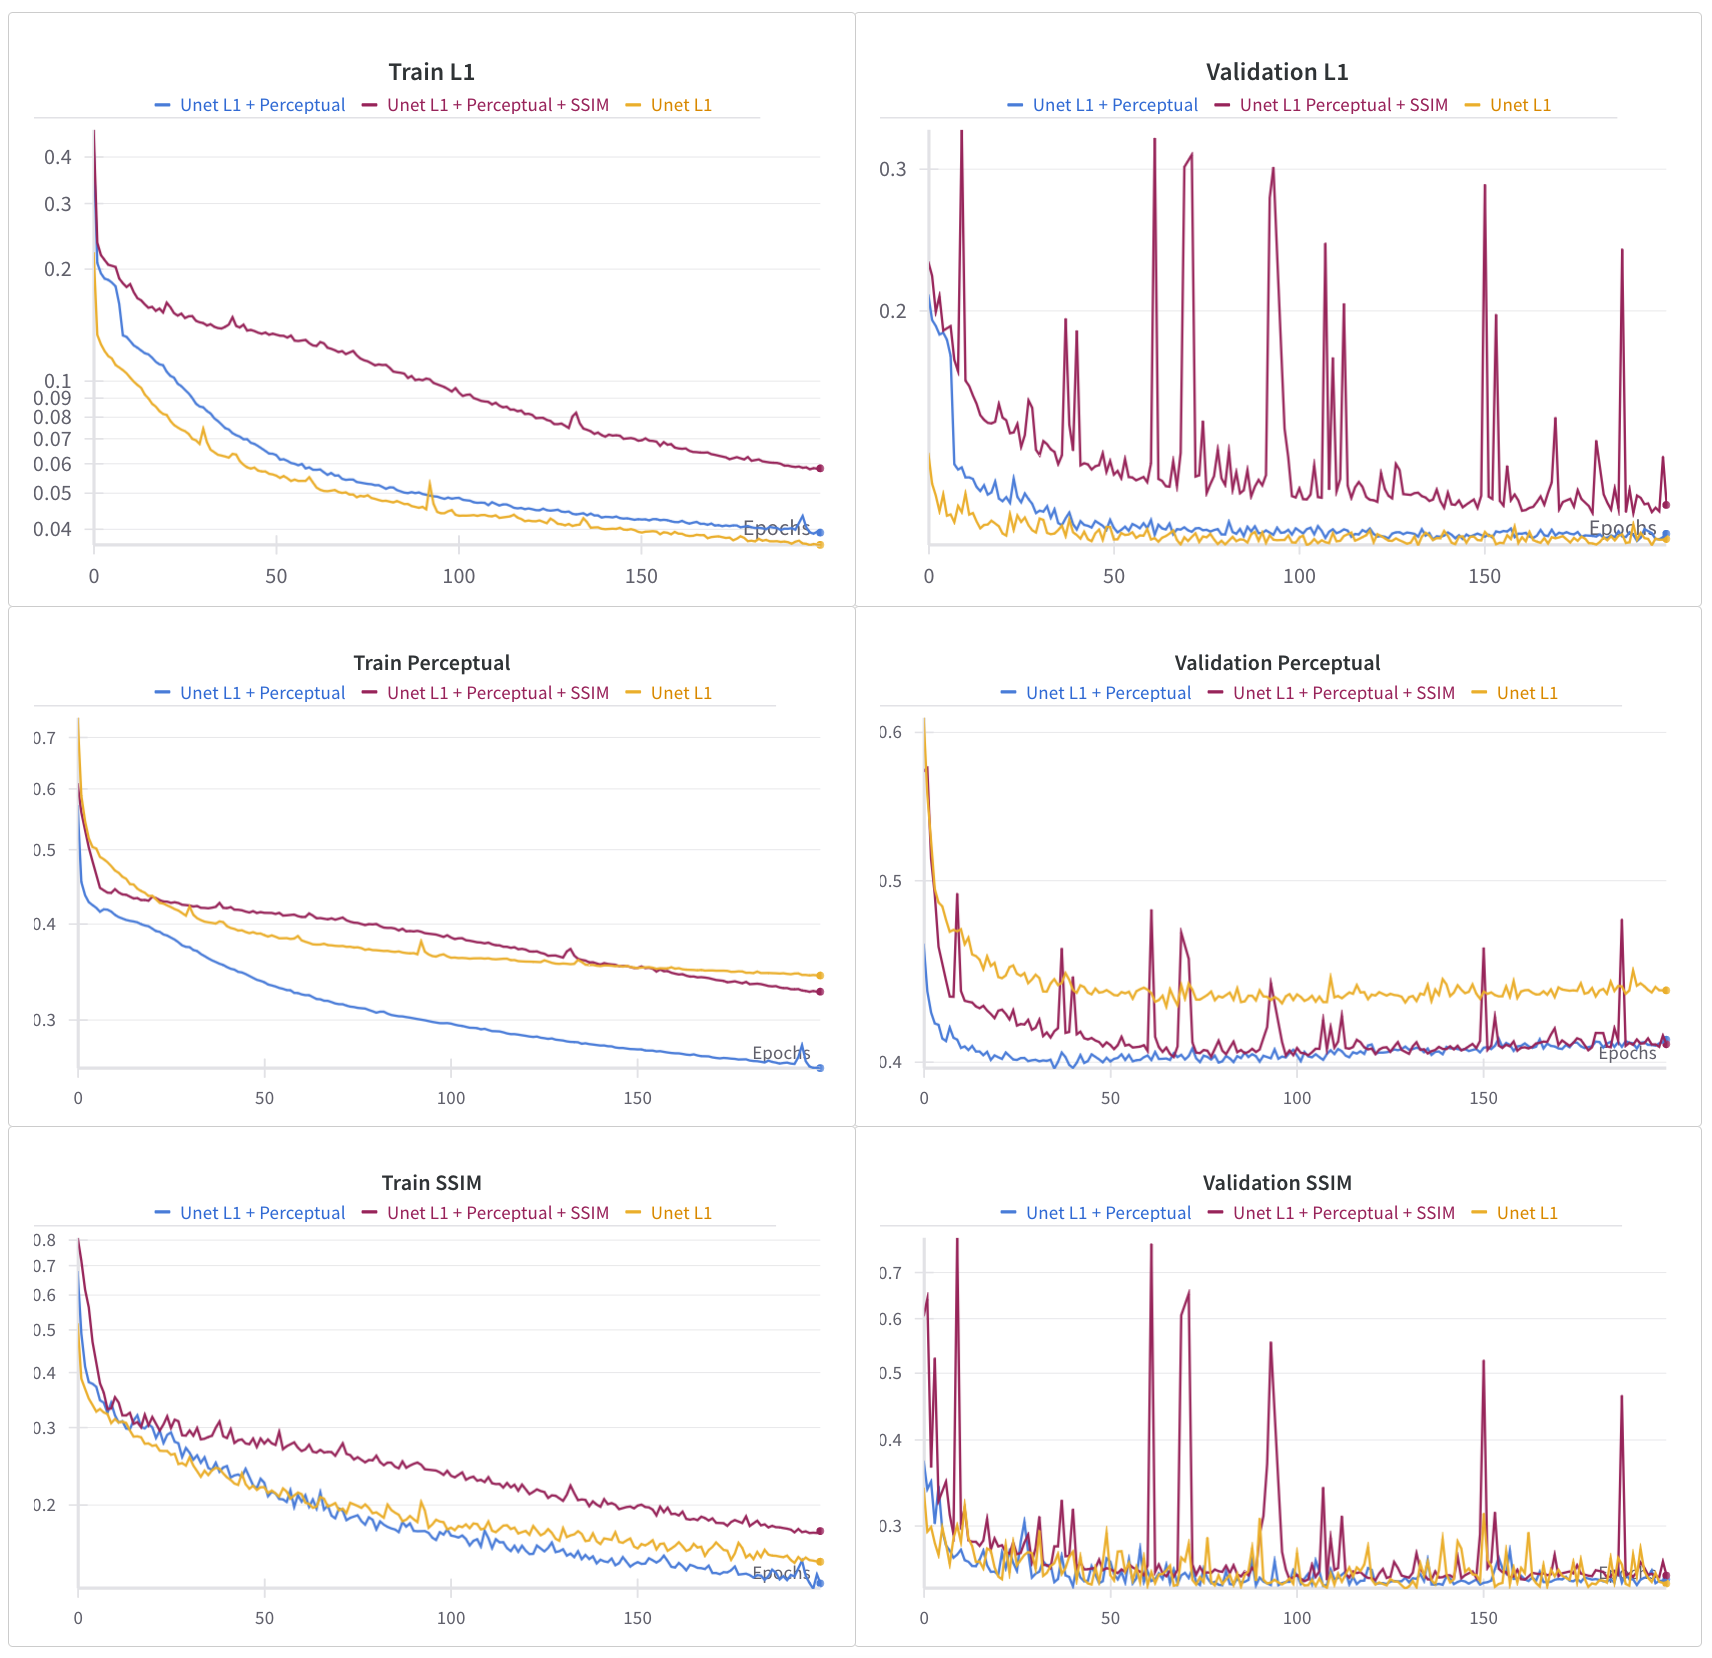 Train L1
Unet L1 + Perceptual Unet L1 + Perceptual + SSIM Unet L1
0.4
0.3
0.2
0.1
0.09
0.08
0.07
0.06
0.05
0.04
Epochs
0 50 100 150
Validation L1
Unet L1 + Perceptual Unet L1 Perceptual + SSIM Unet L1
0.3
0.2
Epochs
0 50 100 150
Train Perceptual
Unet L1 + Perceptual Unet L1 + Perceptual + SSIM Unet L1
0.7
0.6
0.5
0.4
0.3
Epochs
0 50 100 150
Validation Perceptual
Unet L1 + Perceptual Unet L1 + Perceptual + SSIM Unet L1
0.6
0.5
0.4
Epochs
0 50 100 150
Train SSIM
Unet L1 + Perceptual Unet L1 + Perceptual + SSIM Unet L1
0.8
0.7
0.6
0.5
0.4
0.3
0.2
Epochs
0 50 100 150
Validation SSIM
Unet L1 + Perceptual Unet L1 + Perceptual + SSIM Unet L1
0.7
0.6
0.5
0.4
0.3
Epochs
0 50 100 150